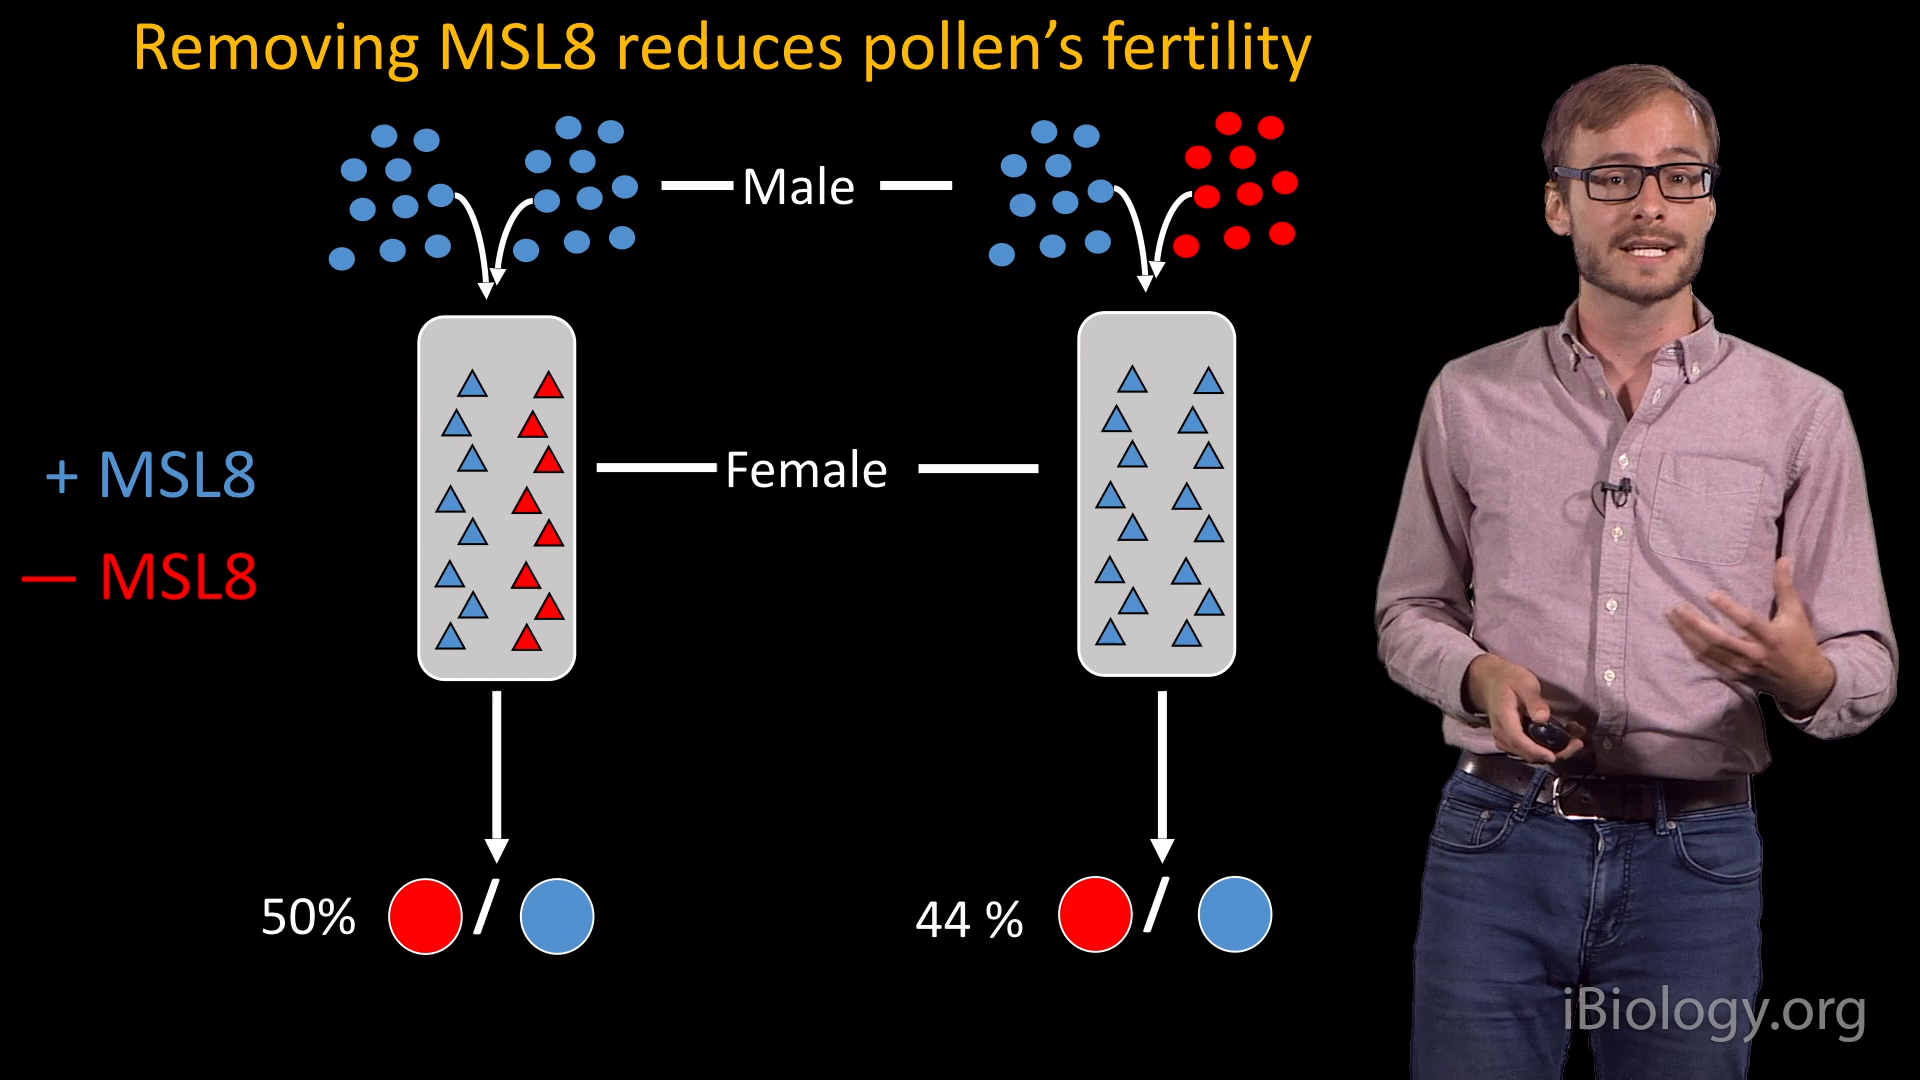 Removing MSL8 reduces pollen’s fertility
Male
+ MSL8
— MSL8
Female
50%
/
44 %
/
iBiology.org